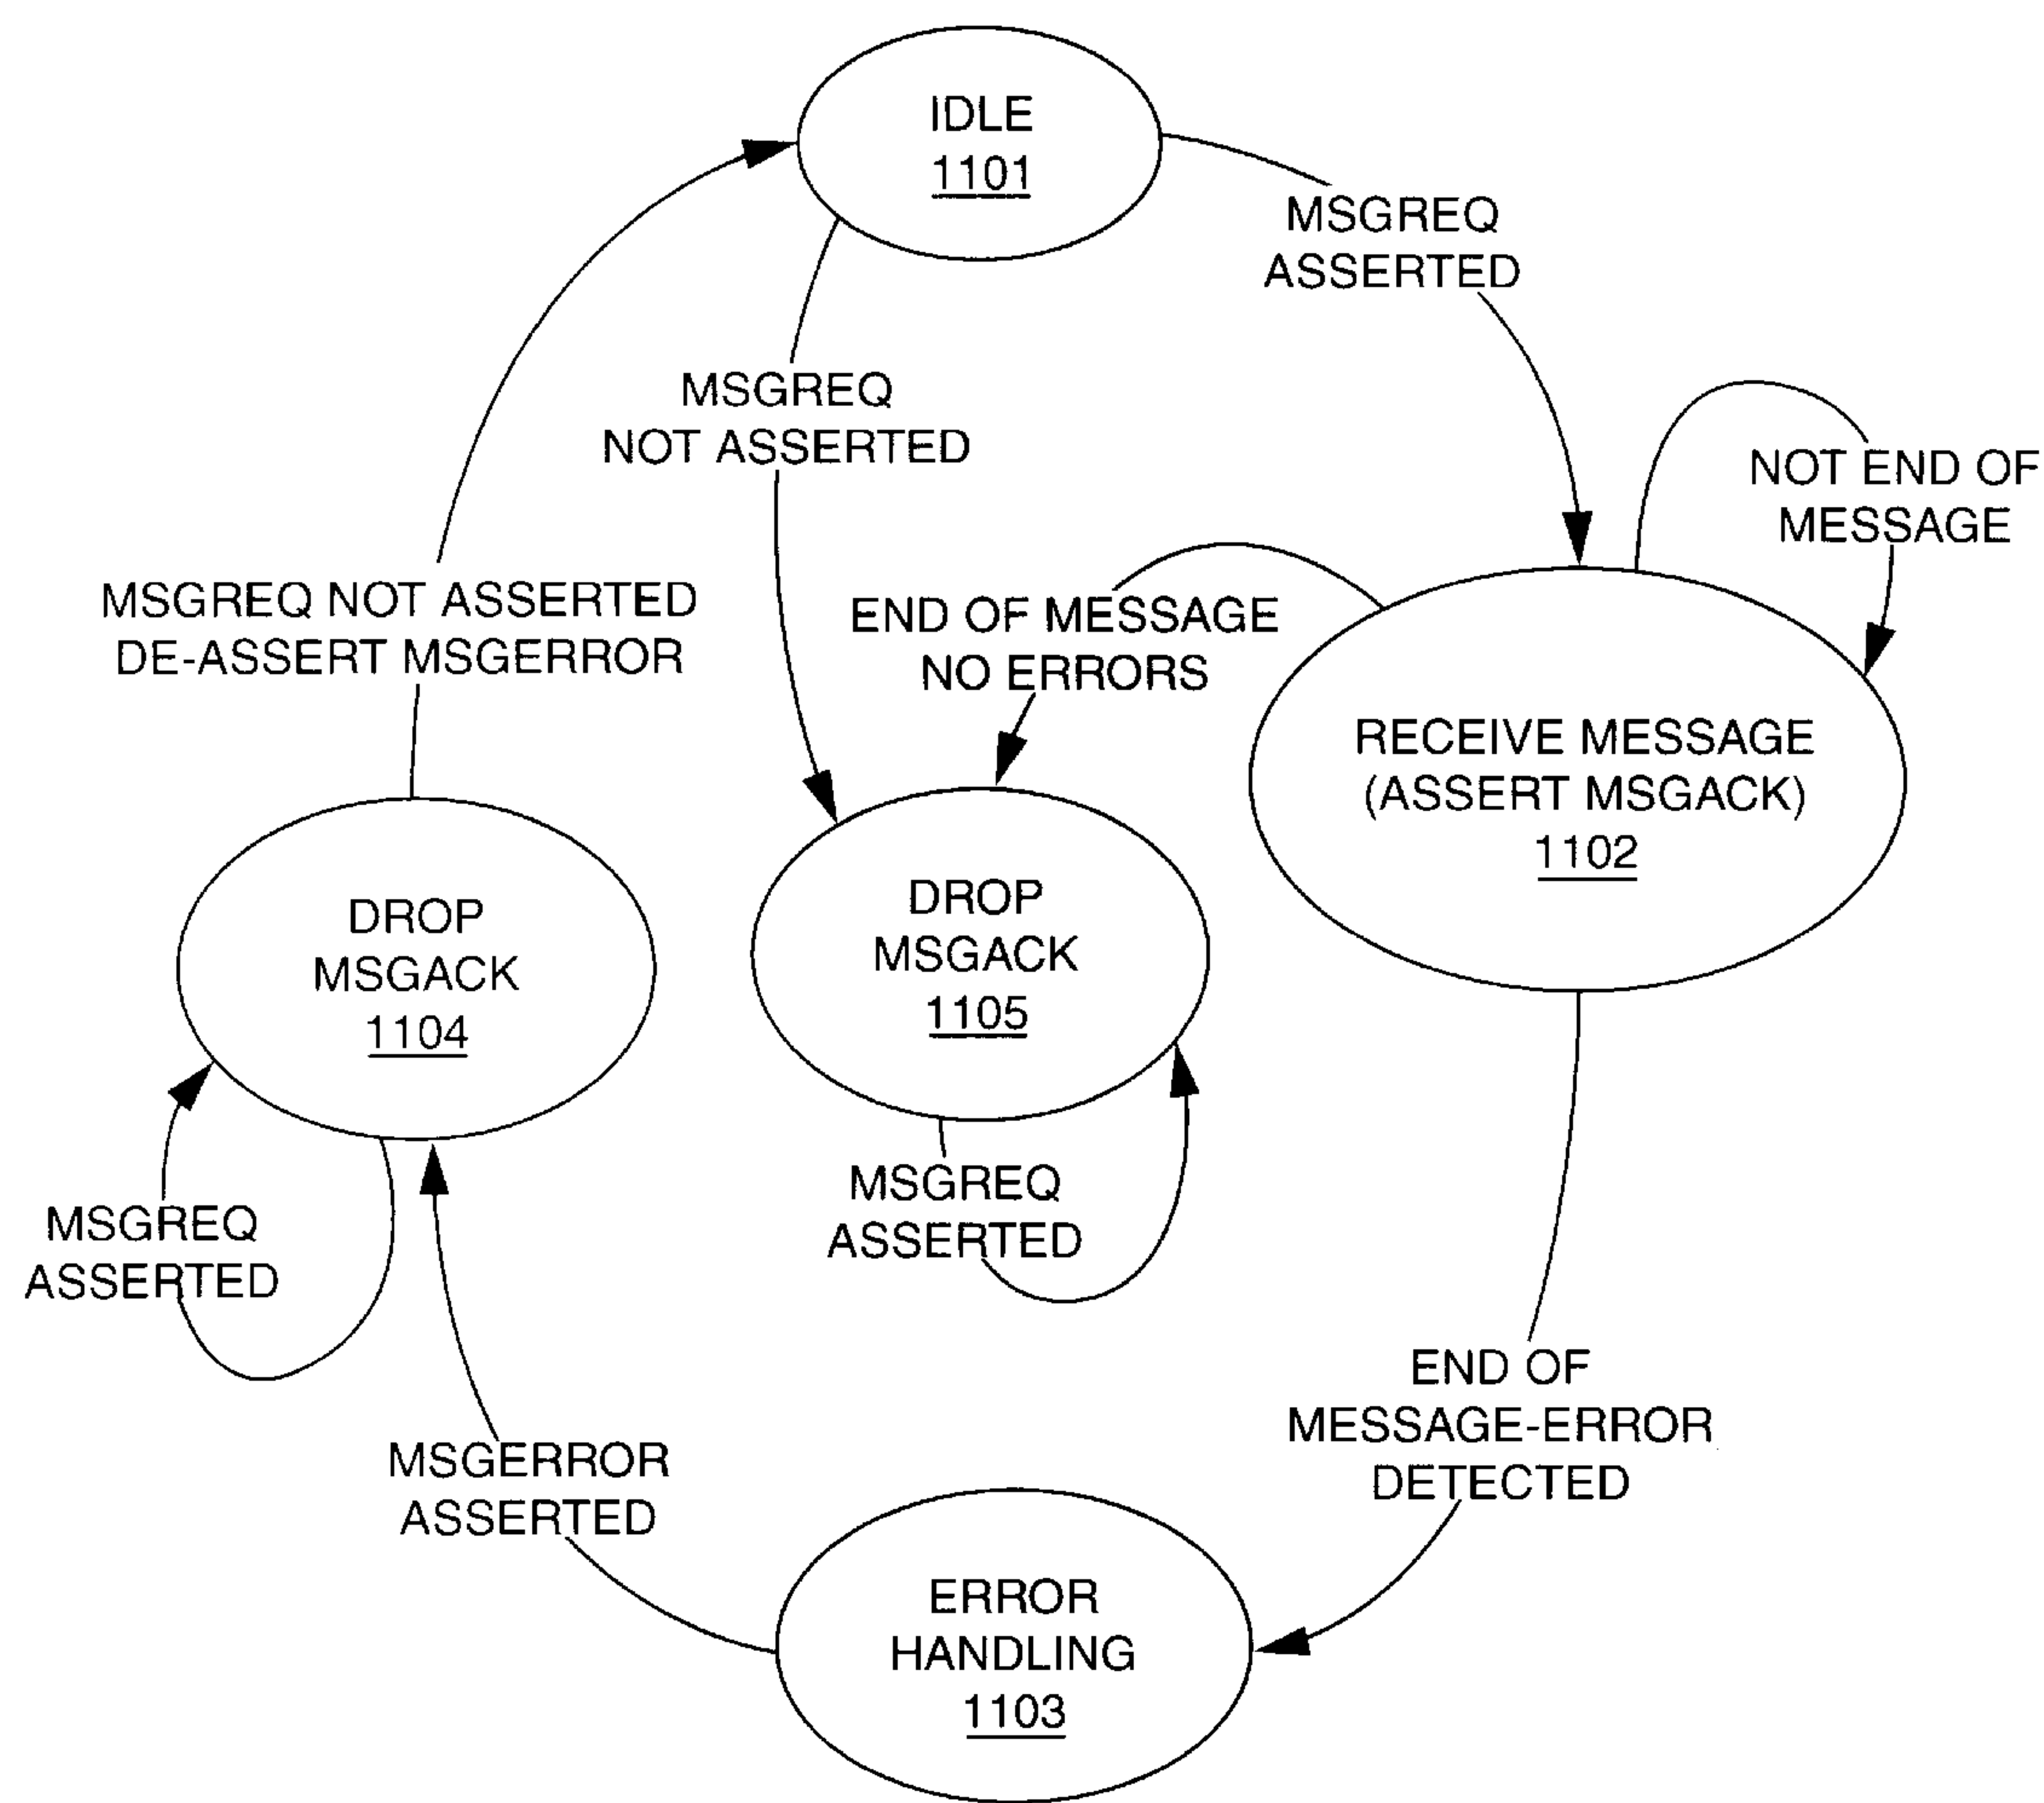 IDLE
1101
MSGREQ
ASSERTED
MSGREQ
NOT ASSERTED
NOT END OF
MESSAGE
MSGREQ NOT ASSERTED
DE-ASSERT MSGERROR
END OF MESSAGE
NO ERRORS
RECEIVE MESSAGE
(ASSERT MSGACK)
1102
DROP
MSGACK
1104
DROP
MSGACK
1105
MSGREQ
ASSERTED
MSGREQ
ASSERTED
END OF
MESSAGE-ERROR
DETECTED
MSGERROR
ASSERTED
ERROR
HANDLING
1103